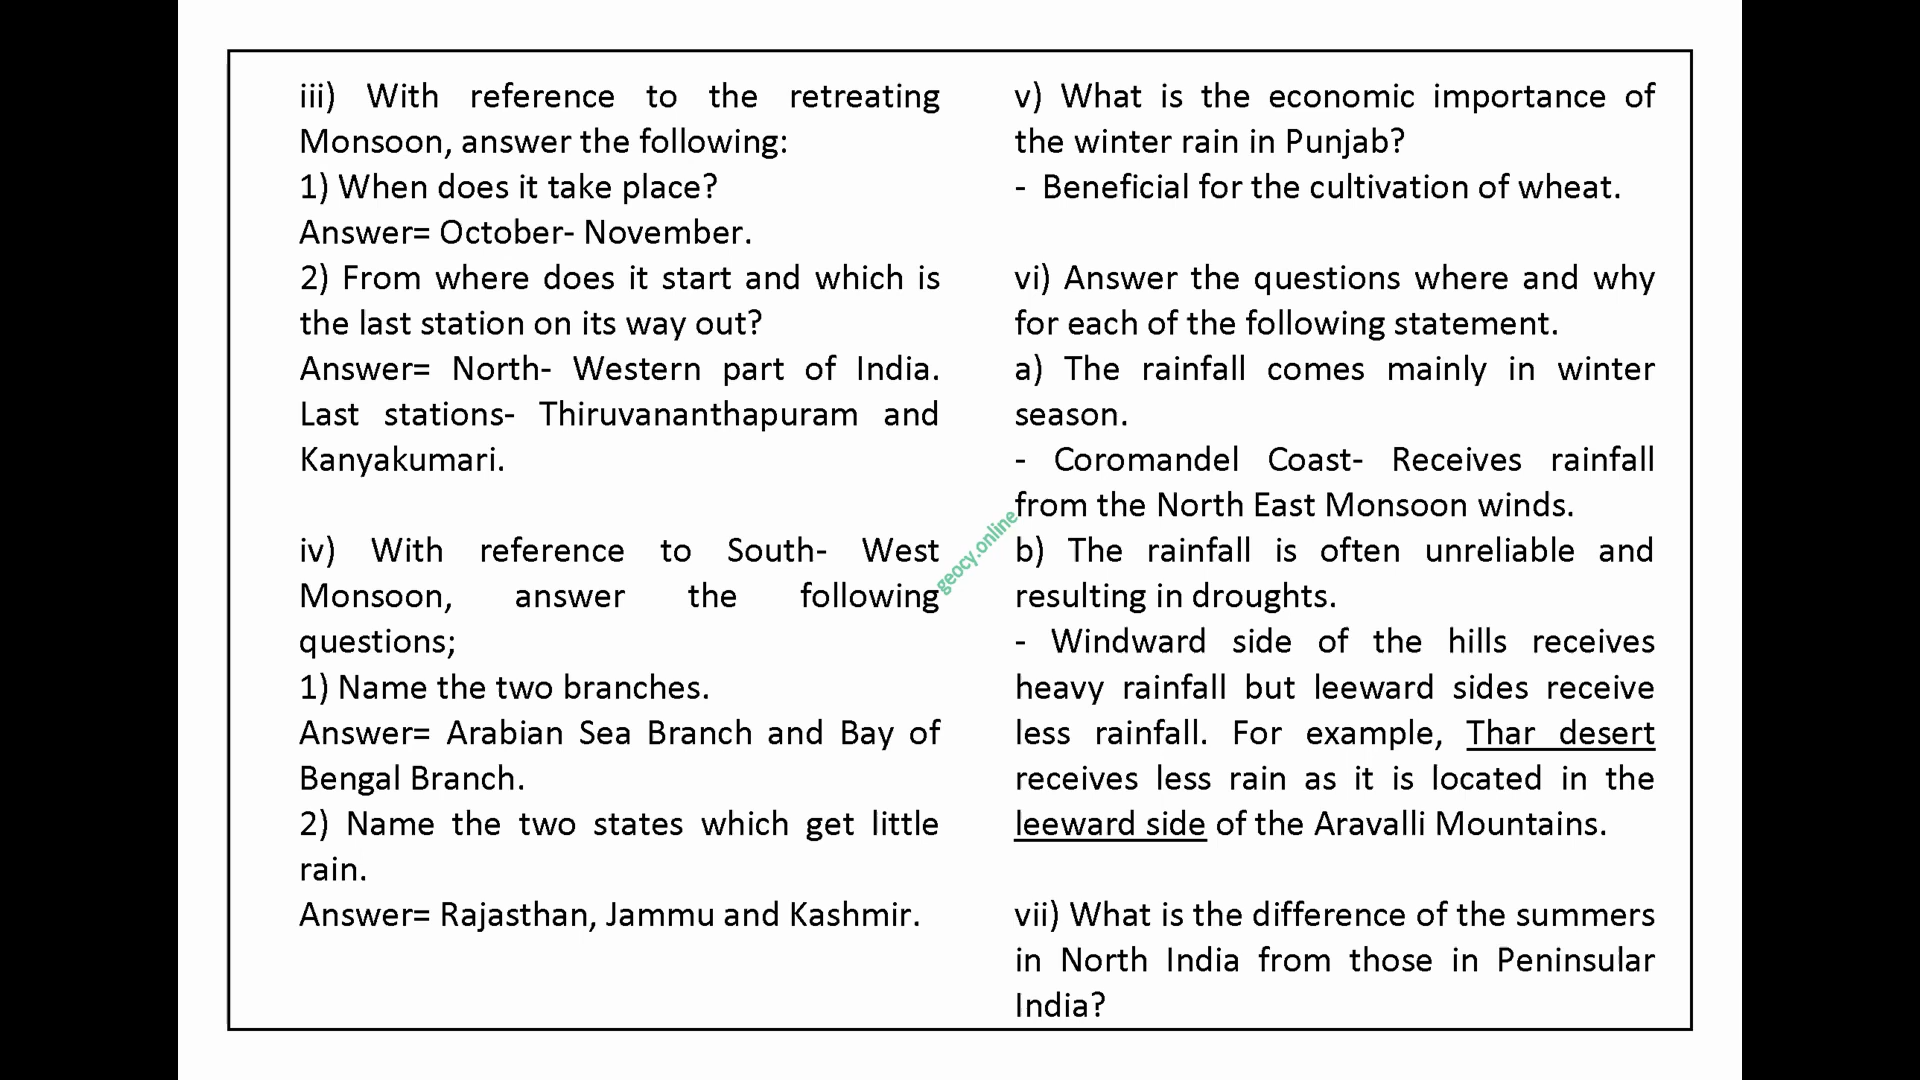 iii) With reference to the retreating
Monsoon, answer the following:
1) When does it take place?
Answer= October- November.
2) From where does it start and which is
the last station on its way out?
Answer= North- Western part of India.
Last stations- Thiruvananthapuram and
Kanyakumari.
iv) With reference to South- West
Monsoon, answer the following
questions;
1) Name the two branches.
Answer= Arabian Sea Branch and Bay of
Bengal Branch.
2) Name the two states which get little
rain.
Answer= Rajasthan, Jammu and Kashmir.
geocy.online
v) What is the economic importance of
the winter rain in Punjab?
- Beneficial for the cultivation of wheat.
vi) Answer the questions where and why
for each of the following statement.
a) The rainfall comes mainly in winter
season.
- Coromandel Coast- Receives rainfall
from the North East Monsoon winds.
b) The rainfall is often unreliable and
resulting in droughts.
- Windward side of the hills receives
heavy rainfall but leeward sides receive
less rainfall. For example, Thar desert
receives less rain as it is located in the
leeward side of the Aravalli Mountains.
vii) What is the difference of the summers
in North India from those in Peninsular
India?